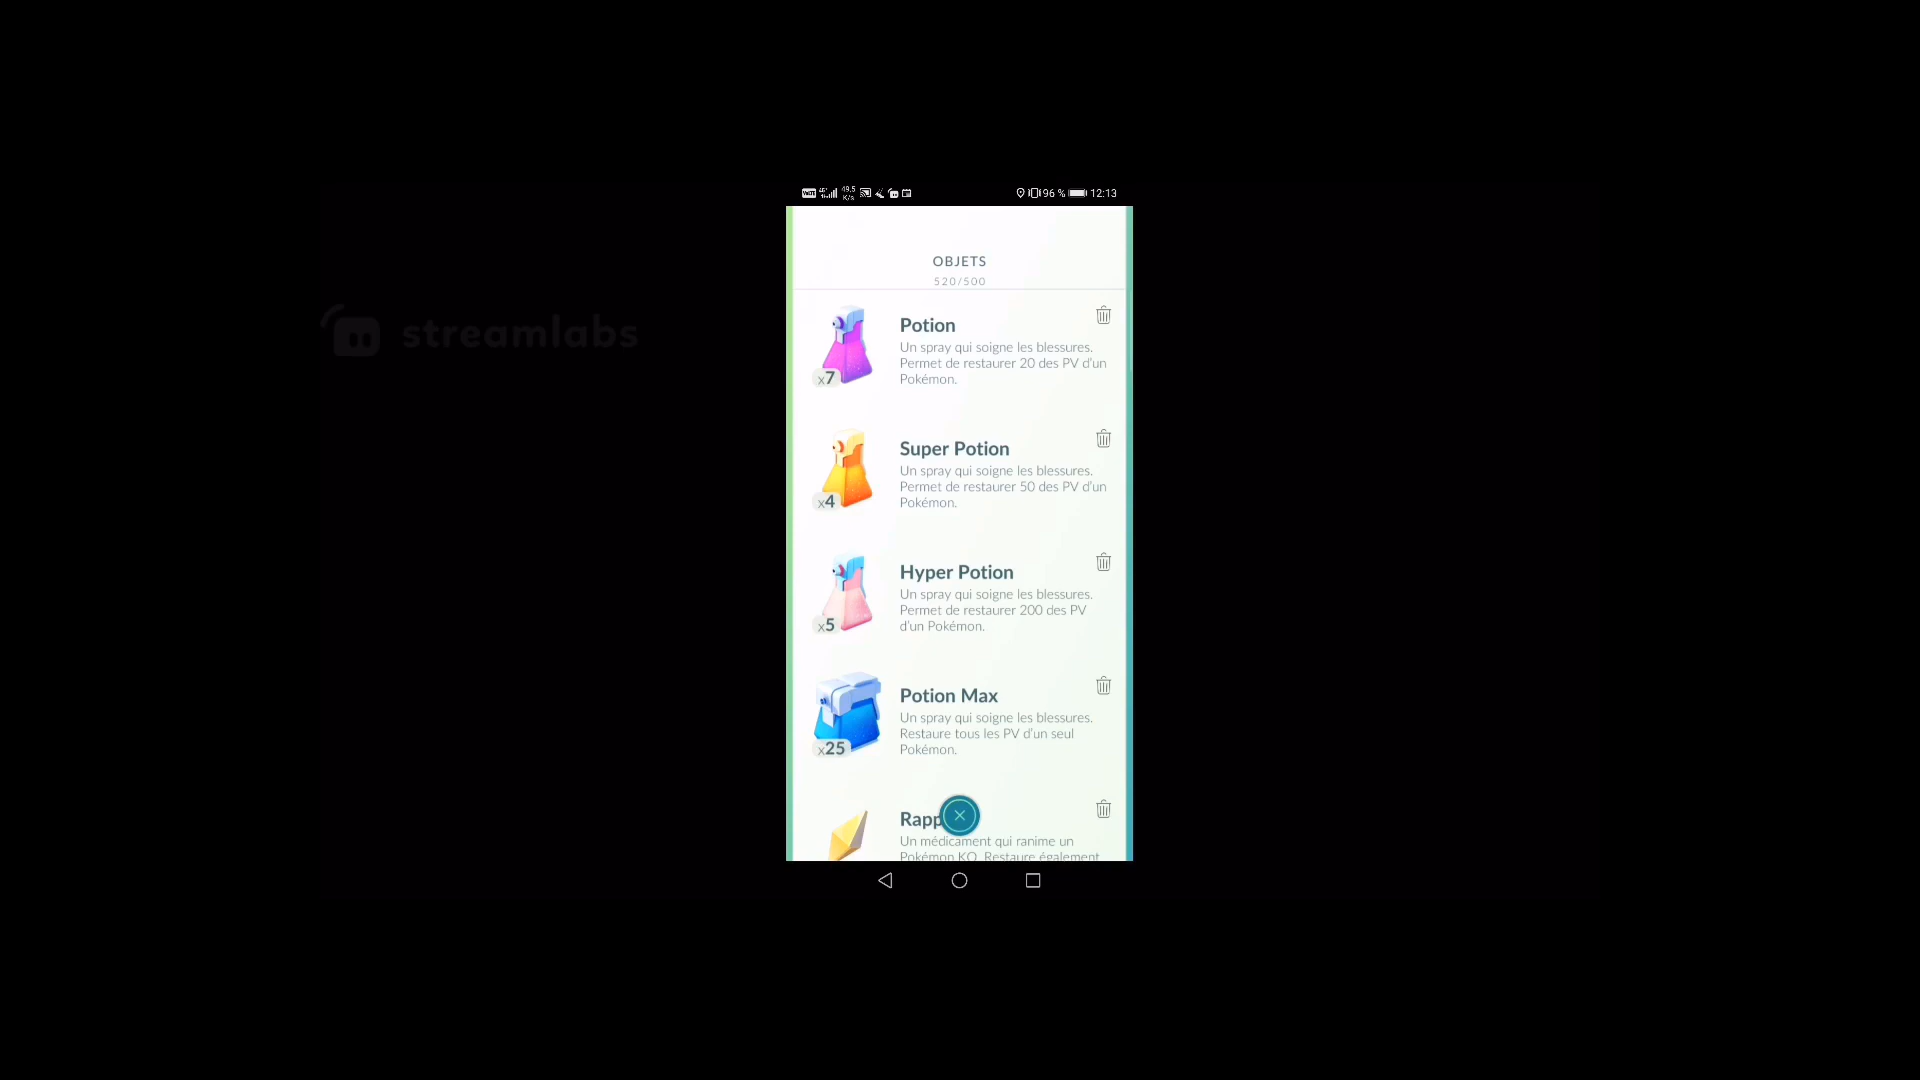 49,5
K/s
96 %
12:13
OBJETS
520/500
streamlabs
Potion
Un spray qui soigne les blessures.
Permet de restaurer 20 des PV d'un
Pokémon.
x7
Super Potion
Un spray qui soigne les blessures.
Permet de restaurer 50 des PV d'un
Pokémon.
x4
Hyper Potion
Un spray qui soigne les blessures.
Permet de restaurer 200 des PV
d'un Pokémon.
x5
Potion Max
Un spray qui soigne les blessures.
Restaure tous les PV d'un seul
Pokémon.
x25
Rapp
Un médicament qui ranime un
Pokémon KO. Restaure également